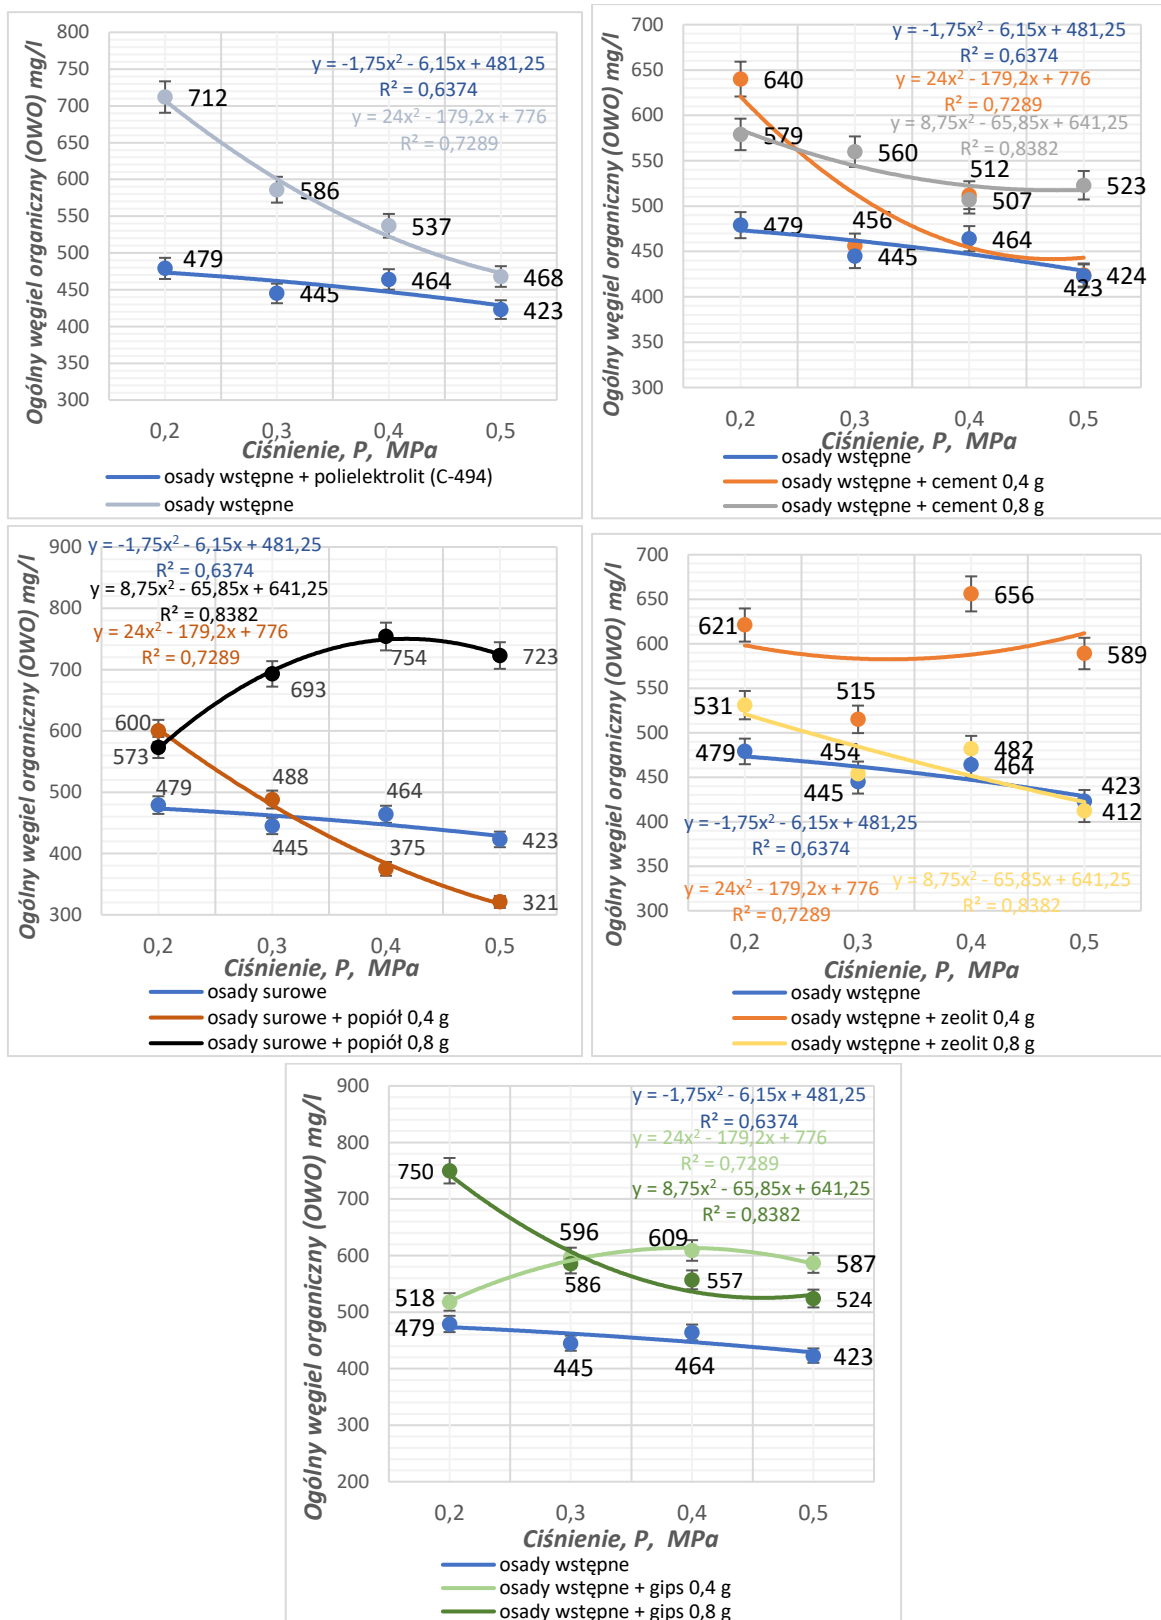 800
750
700
650
600
550
500
450
400
350
300
Ogólny węgiel organiczny (OWO) mg/l
y = -1,75x² - 6,15x + 481,25
R² = 0,6374
y = 24x² - 179,2x + 776
R² = 0,7289
712
586
537
468
479
445
464
423
0,2
0,3
0,4
0,5
Ciśnienie, P, MPa
osady wstępne + polielektrolit (C-494)
osady wstępne
700
650
600
550
500
450
400
350
300
Ogólny węgiel organiczny (OWO) mg/l
y = -1,75x² - 6,15x + 481,25
R² = 0,6374
y = 24x² - 179,2x + 776
R² = 0,7289
y = 8,75x² - 65,85x + 641,25
R² = 0,8382
640
579
560
512
507
523
479
456
445
464
424
423
0,2
0,3
0,4
0,5
Ciśnienie, P, MPa
osady wstępne
osady wstępne + cement 0,4 g
osady wstępne + cement 0,8 g
900
800
700
600
500
400
300
Ogólny węgiel organiczny (OWO) mg/l
y = -1,75x² - 6,15x + 481,25
R² = 0,6374
y = 8,75x² - 65,85x + 641,25
R² = 0,8382
y = 24x² - 179,2x + 776
R² = 0,7289
754
723
693
600
573
479
488
464
445
375
423
321
0,2
0,3
0,4
0,5
Ciśnienie, P, MPa
osady surowe
osady surowe + popiół 0,4 g
osady surowe + popiół 0,8 g
700
650
600
550
500
450
400
350
300
Ogólny węgiel organiczny (OWO) mg/l
621
656
589
515
531
479
454
445
482
464
423
412
y = -1,75x² - 6,15x + 481,25
R² = 0,6374
y = 24x² - 179,2x + 776
R² = 0,7289
y = 8,75x² - 65,85x + 641,25
R² = 0,8382
0,2
0,3
0,4
0,5
Ciśnienie, P, MPa
osady wstępne
osady wstępne + zeolit 0,4 g
osady wstępne + zeolit 0,8 g
900
800
700
600
500
400
300
200
Ogólny węgiel organiczny (OWO) mg/l
y = -1,75x² - 6,15x + 481,25
R² = 0,6374
y = 24x² - 179,2x + 776
R² = 0,7289
y = 8,75x² - 65,85x + 641,25
R² = 0,8382
750
596
609
587
586
557
524
518
479
445
464
423
0,2
0,3
0,4
0,5
Ciśnienie, P, MPa
osady wstępne
osady wstępne + gips 0,4 g
osady wstępne + gips 0,8 g